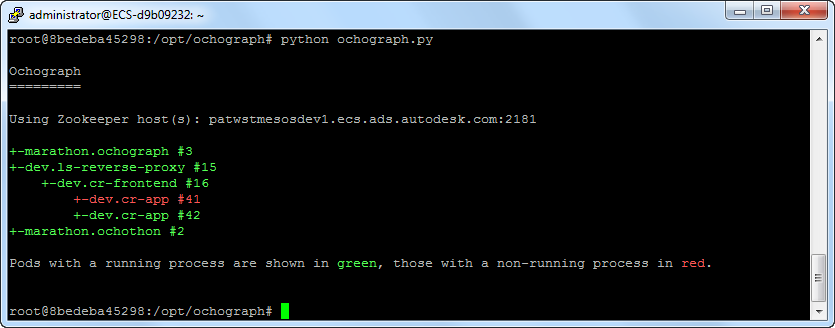 administrator@ECS-d9b09232: ~
root@8bedeba45298:/opt/ochograph# python ochograph.py
Ochograph
=========
Using Zookeeper host(s): patwstmesosdev1.ecs.ads.autodesk.com:2181
+-marathon.ochograph #3
+-dev.ls-reverse-proxy #15
    +-dev.cr-frontend #16
        +-dev.cr-app #41
        +-dev.cr-app #42
+-marathon.ochothon #2
Pods with a running process are shown in green, those with a non-running process in red.
root@8bedeba45298:/opt/ochograph#